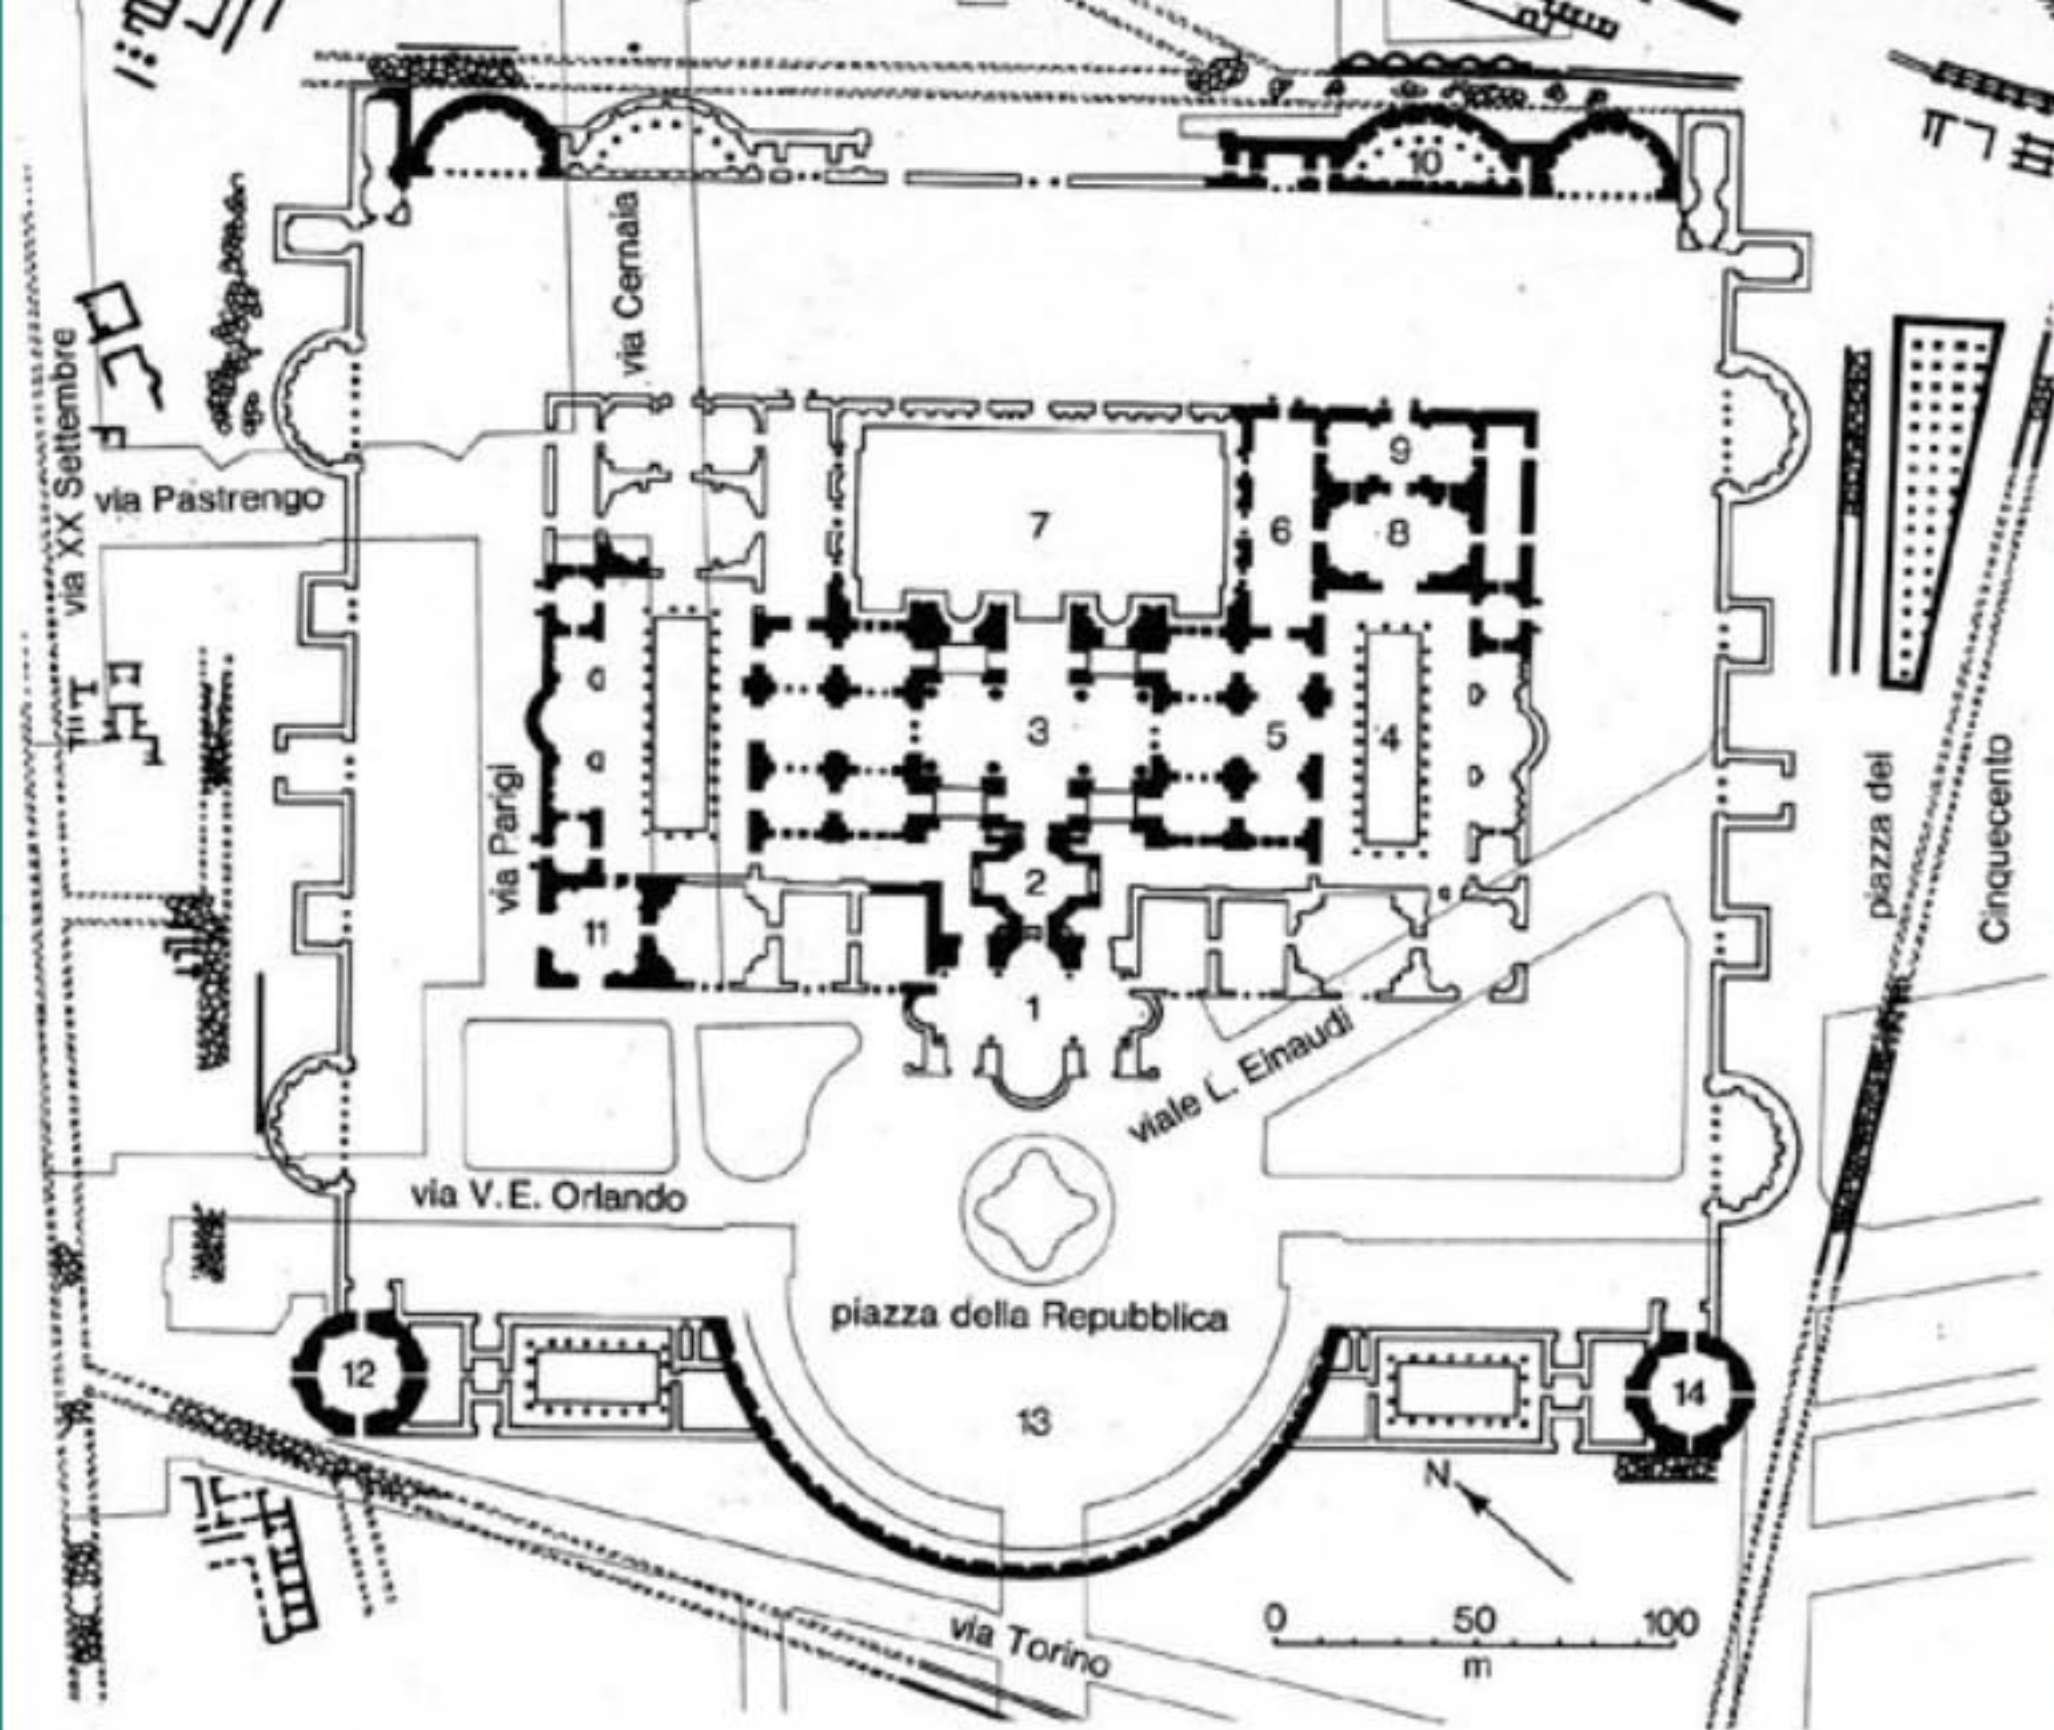 10
via Cernaia
via XX Settembre
via Pastrengo
9
7
6
8
3
5
4
via Parigi
piazza dei
Cinquecento
2
11
1
viale L. Einaudi
via V.E. Orlando
piazza della Repubblica
12
13
14
N
0 50 100
m
via Torino